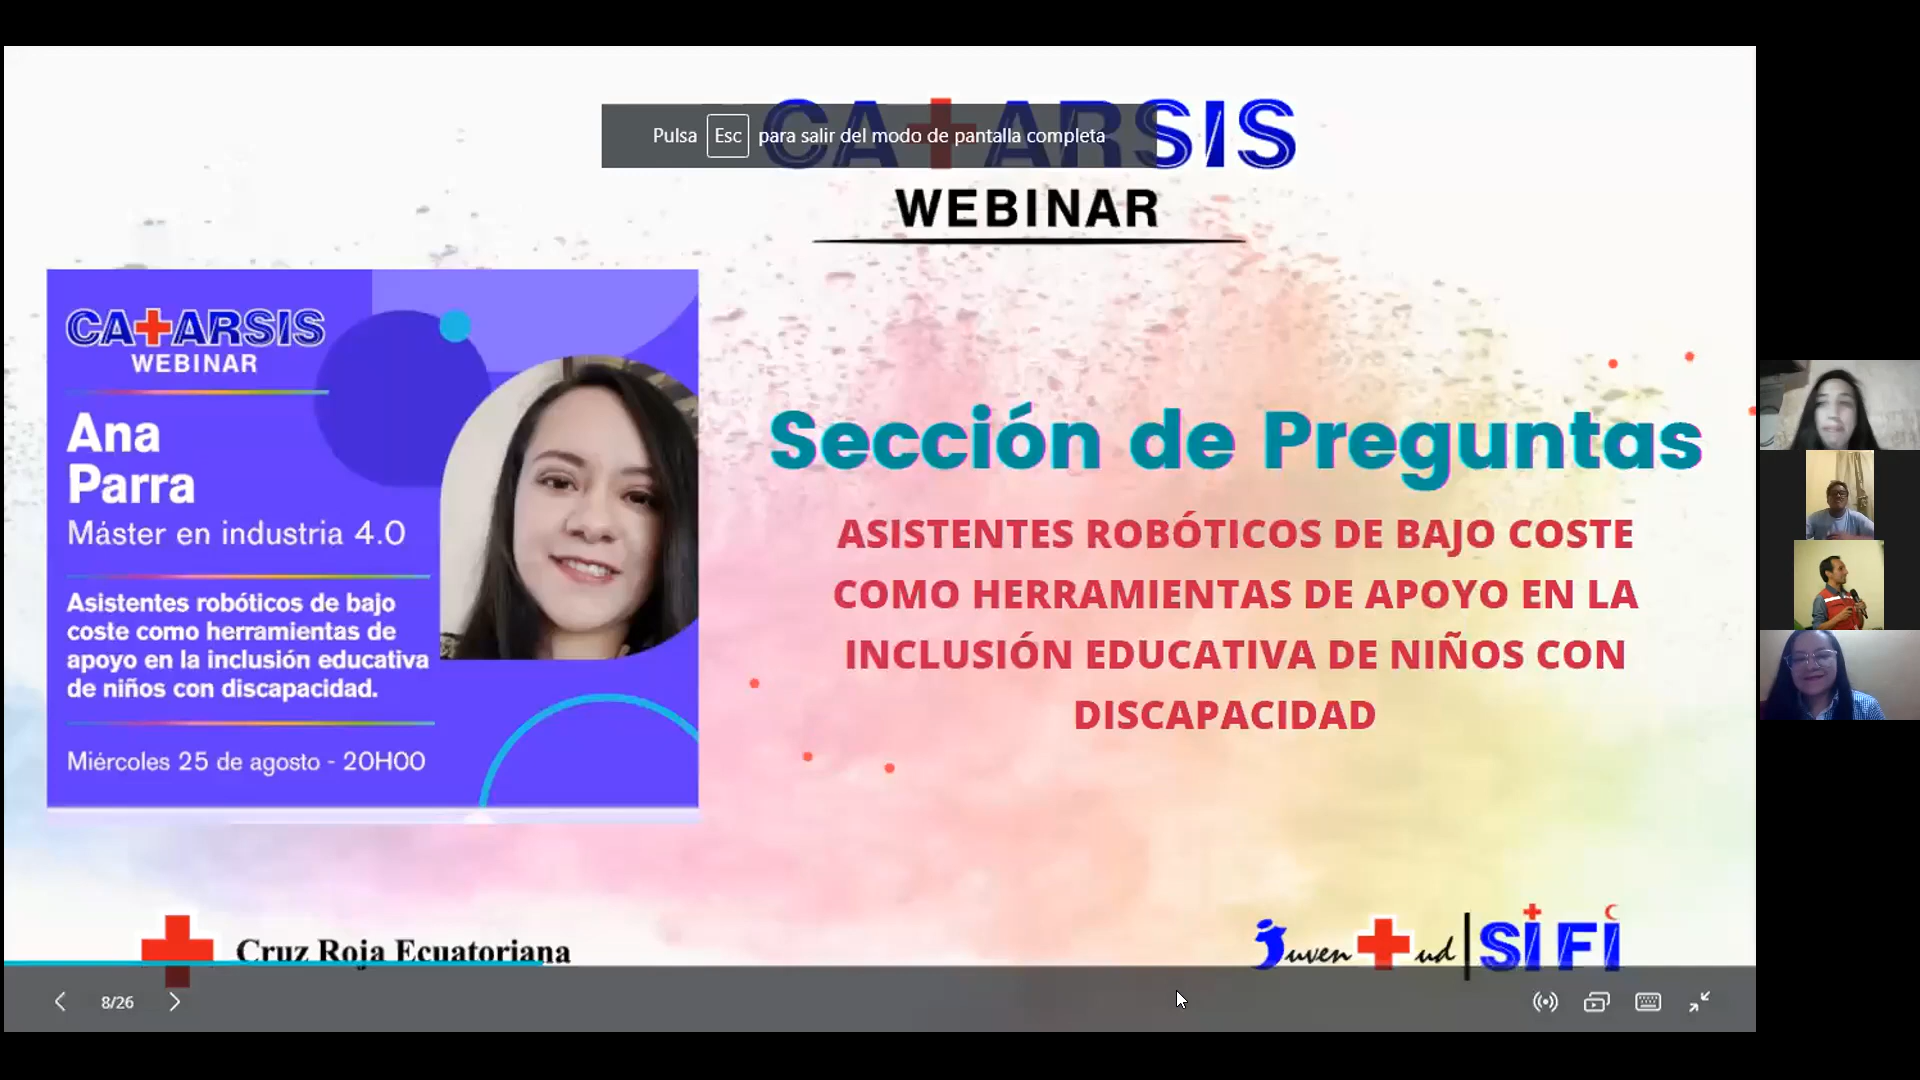 CATARSIS
Pulsa Esc para salir del modo de pantalla completa
WEBINAR
CATARSIS
WEBINAR
Ana
Parra
Máster en industria 4.0
Asistentes robóticos de bajo
coste como herramientas de
apoyo en la inclusión educativa
de niños con discapacidad.
Miércoles 25 de agosto - 20H00
Sección de Preguntas
ASISTENTES ROBÓTICOS DE BAJO COSTE
COMO HERRAMIENTAS DE APOYO EN LA
INCLUSIÓN EDUCATIVA DE NIÑOS CON
DISCAPACIDAD
Cruz Roja Ecuatoriana
Juventud SiFi
8/26